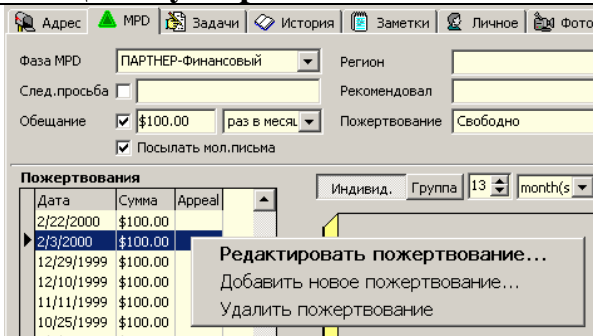 Адрес MPD Задачи История Заметки Личное Фото
Фаза MPD ПАРТНЕР-Финансовый Регион
След.просьба Рекомендовал
Обещание $100.00 раз в месяц Пожертвование Свободно
Посылать мол.письма
Пожертвования
Индивид. Группа 13 month(s
Дата Сумма Appeal
2/22/2000 $100.00
2/3/2000 $100.00
12/29/1999 $100.00
12/10/1999 $100.00
11/11/1999 $100.00
10/25/1999 $100.00
Редактировать пожертвование...
Добавить новое пожертвование...
Удалить пожертвование